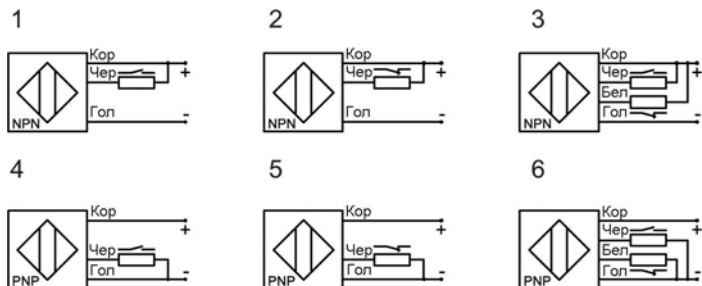 1
Кор
+
Чер
Гол
-
NPN
2
Кор
+
Чер
Гол
-
NPN
3
Кор
+
Чер
Бел
Гол
-
NPN
4
Кор
+
Чер
Гол
-
PNP
5
Кор
+
Чер
Гол
-
PNP
6
Кор
+
Чер
Бел
Гол
-
PNP